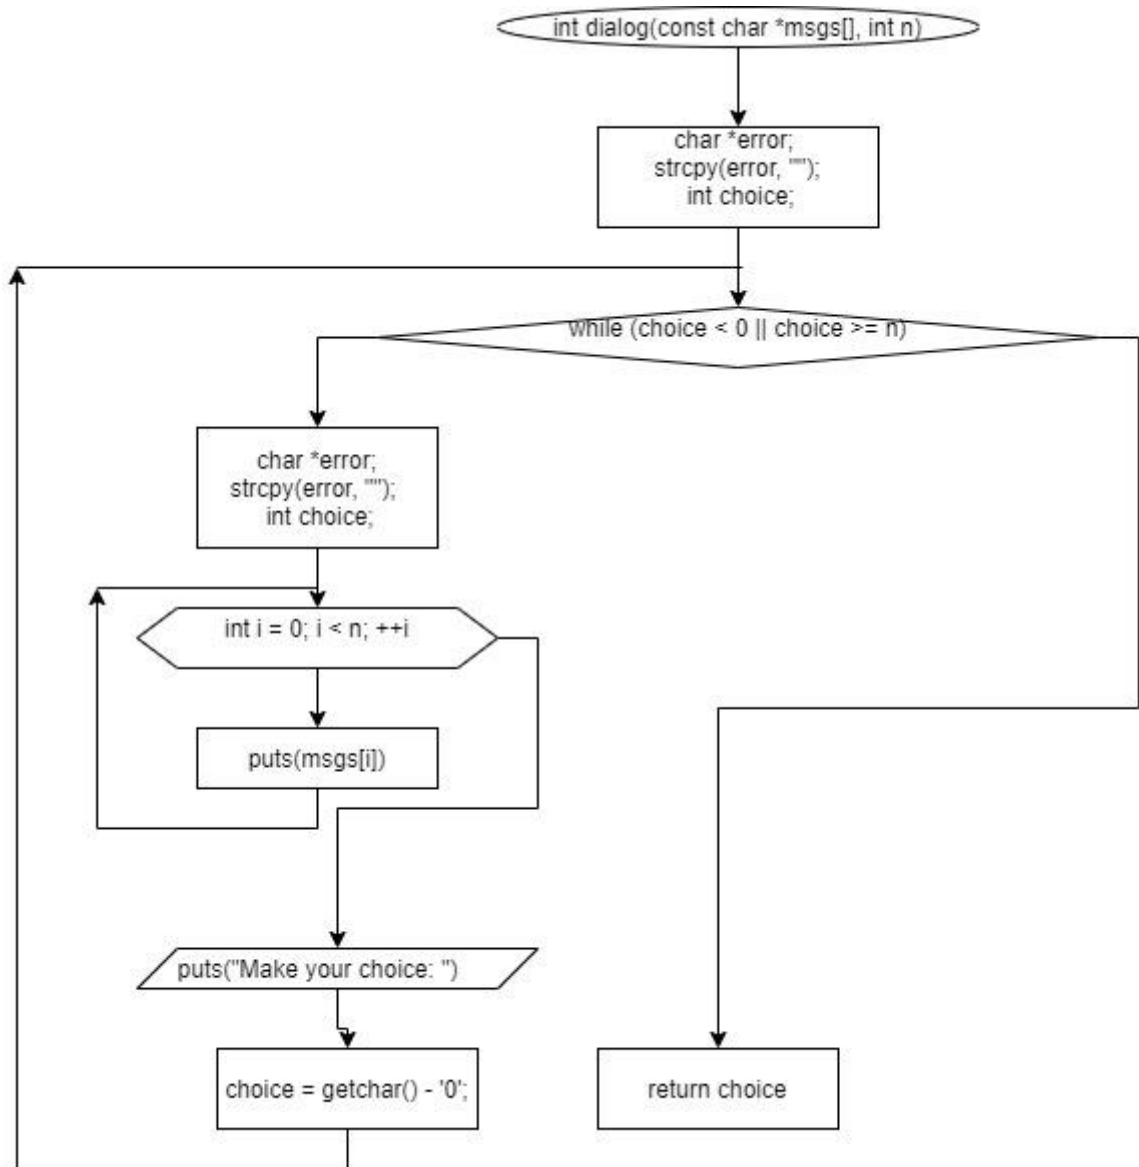 int dialog(const char *msgs[], int n)
char *error;
strcpy(error, "");
int choice;
while (choice < 0 || choice >= n)
char *error;
strcpy(error, "");
int choice;
int i = 0; i < n; ++i
puts(msgs[i])
puts("Make your choice: ")
choice = getchar() - '0';
return choice